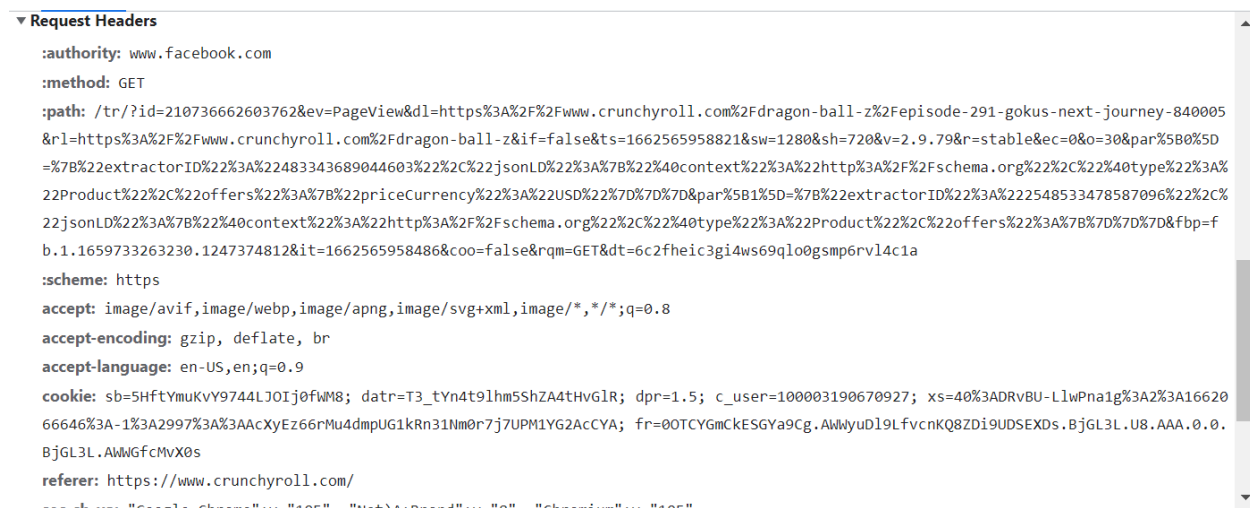 Request Headers
:authority: www.facebook.com
:method: GET
:path: /tr/?id=210736662603762&ev=PageView&dl=https%3A%2F%2Fwww.crunchyroll.com%2Fdragon-ball-z%2Fepisode-291-gokus-next-journey-840005
&rl=https%3A%2F%2Fwww.crunchyroll.com%2Fdragon-ball-z&if=false&ts=1662565958821&sw=1280&sh=720&v=2.9.79&r=stable&ec=0&o=30&par%5B0%5D
=%7B%22extractorID%22%3A%22483343689044603%22%2C%22jsonLD%22%3A%7B%22%40context%22%3A%22http%3A%2F%2Fschema.org%22%2C%22%40type%22%3A%
22Product%22%2C%22offers%22%3A%7B%22priceCurrency%22%3A%22USD%22%7D%7D%7D&par%5B1%5D=%7B%22extractorID%22%3A%222548533478587096%22%2C%
22jsonLD%22%3A%7B%22%40context%22%3A%22http%3A%2F%2Fschema.org%22%2C%22%40type%22%3A%22Product%22%2C%22offers%22%3A%7B%7D%7D%7D&fbp=f
b.1.1659733263230.1247374812&it=1662565958486&coo=false&rqm=GET&dt=6c2fheic3gi4ws69qlo0gsmp6rvl4c1a
:scheme: https
accept: image/avif,image/webp,image/apng,image/svg+xml,image/*,*/*;q=0.8
accept-encoding: gzip, deflate, br
accept-language: en-US,en;q=0.9
cookie: sb=5HftYmuKvY9744LJOIj0fWM8; datr=T3_tYn4t9lhm5ShZA4tHvGlR; dpr=1.5; c_user=100003190670927; xs=40%3ADRvBU-LlwPna1g%3A2%3A16620
66646%3A-1%3A2997%3A%3AAcXyEz66rMu4dmpUG1kRn31Nm0r7j7UPM1YG2AcCYA; fr=0OTCYGmCkESGYa9Cg.AWWyuDl9LfvcnKQ8ZDi9UDSEXDs.BjGL3L.U8.AAA.0.0.
BjGL3L.AWWGfcMvX0s
referer: https://www.crunchyroll.com/